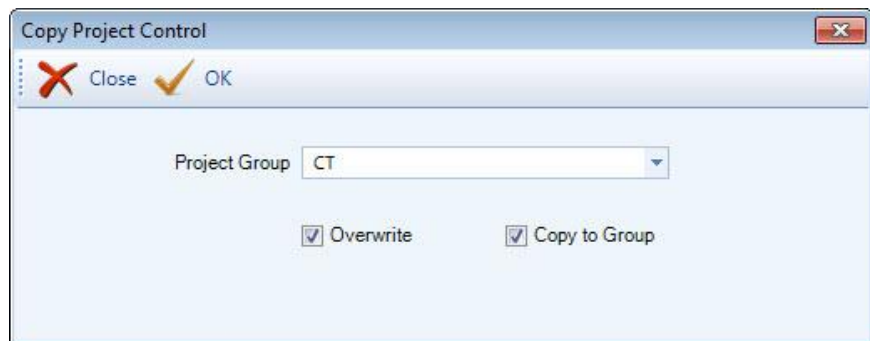 Copy Project Control
Close OK
Project Group CT
Overwrite Copy to Group